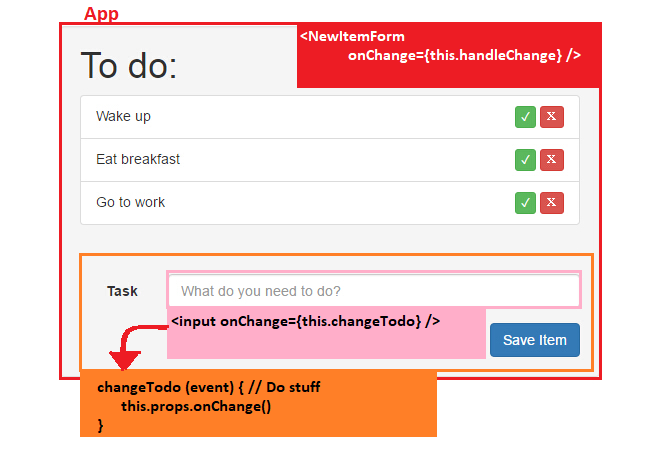 App
<NewItemForm
onChange={this.handleChange} />
To do:
Wake up
✓ X
Eat breakfast
✓ X
Go to work
✓ X
Task
What do you need to do?
<input onChange={this.changeTodo} />
Save Item
changeTodo (event) { // Do stuff
this.props.onChange()
}